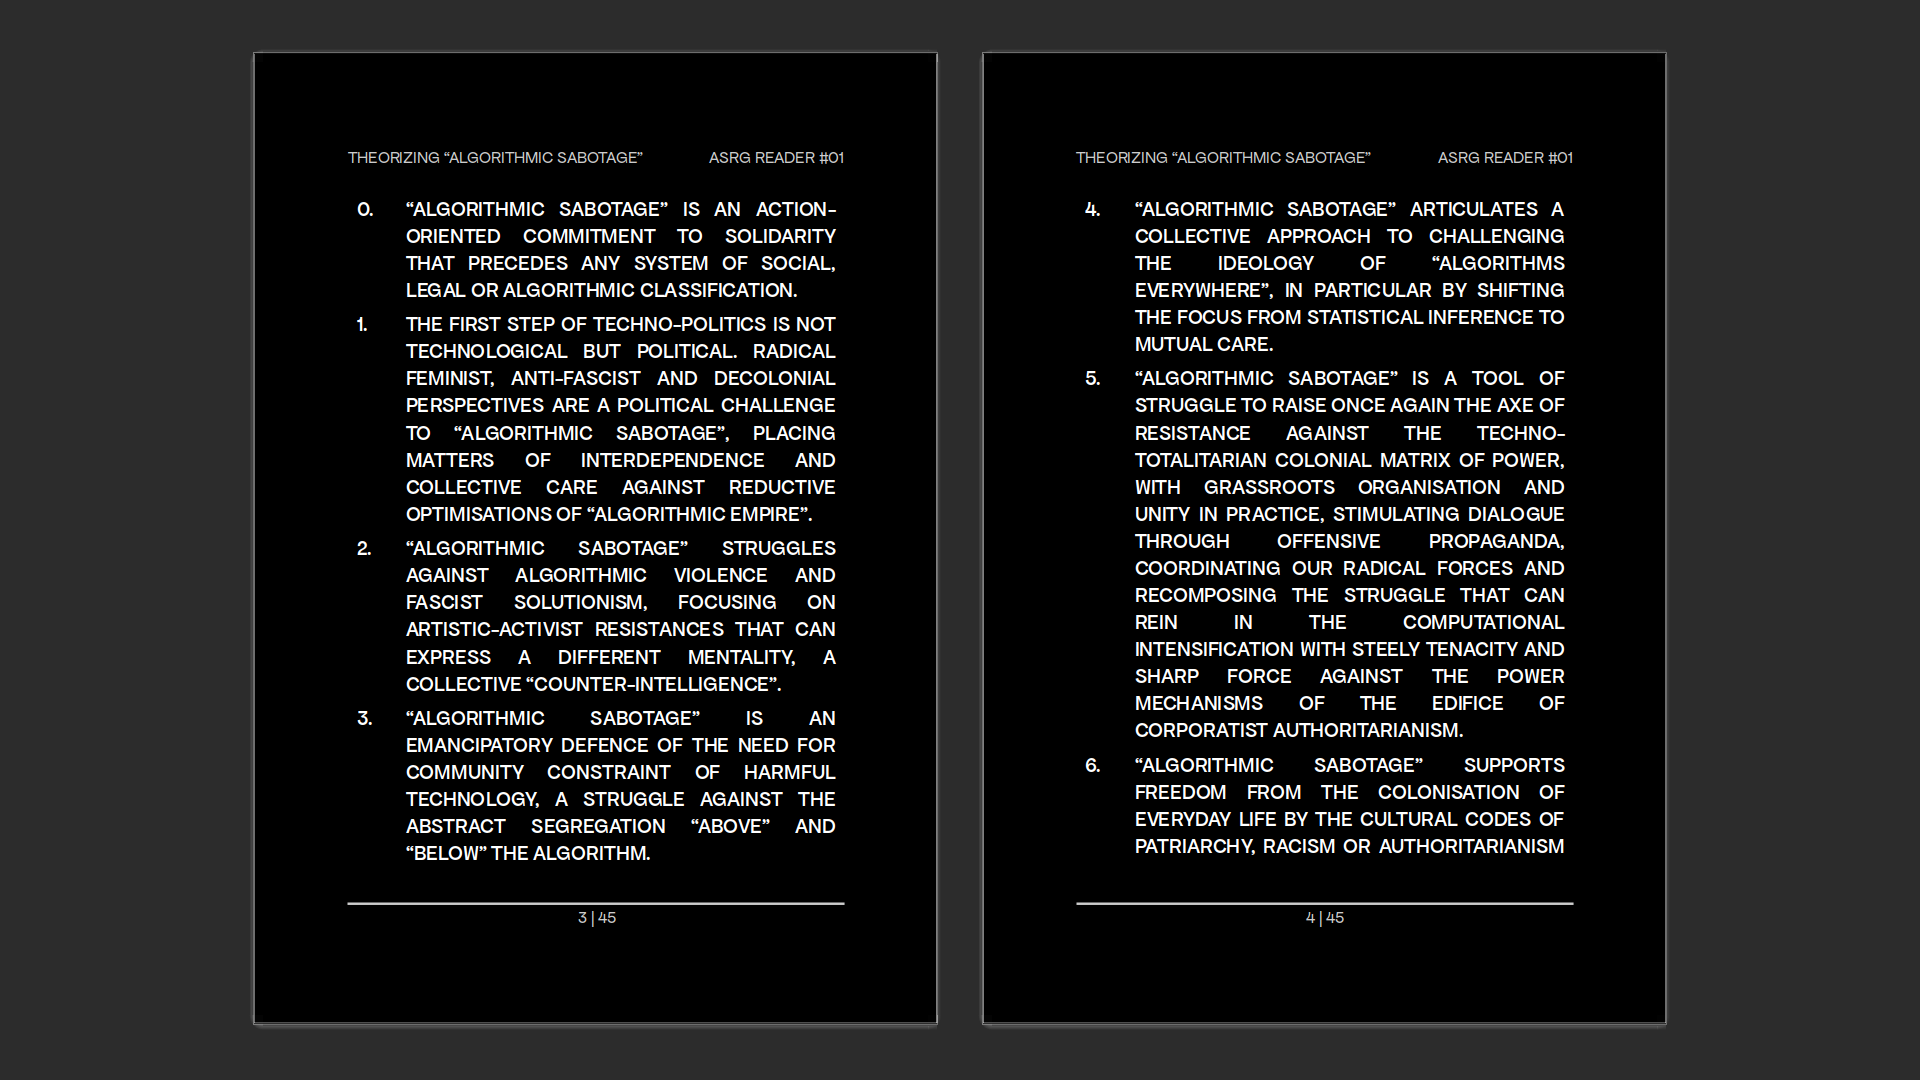 THEORIZING “ALGORITHMIC SABOTAGE” ASRG READER #01
0. “ALGORITHMIC SABOTAGE” IS AN ACTION-
ORIENTED COMMITMENT TO SOLIDARITY
THAT PRECEDES ANY SYSTEM OF SOCIAL,
LEGAL OR ALGORITHMIC CLASSIFICATION.
1. THE FIRST STEP OF TECHNO-POLITICS IS NOT
TECHNOLOGICAL BUT POLITICAL. RADICAL
FEMINIST, ANTI-FASCIST AND DECOLONIAL
PERSPECTIVES ARE A POLITICAL CHALLENGE
TO “ALGORITHMIC SABOTAGE”, PLACING
MATTERS OF INTERDEPENDENCE AND
COLLECTIVE CARE AGAINST REDUCTIVE
OPTIMISATIONS OF “ALGORITHMIC EMPIRE”.
2. “ALGORITHMIC SABOTAGE” STRUGGLES
AGAINST ALGORITHMIC VIOLENCE AND
FASCIST SOLUTIONISM, FOCUSING ON
ARTISTIC-ACTIVIST RESISTANCES THAT CAN
EXPRESS A DIFFERENT MENTALITY, A
COLLECTIVE “COUNTER-INTELLIGENCE”.
3. “ALGORITHMIC SABOTAGE” IS AN
EMANCIPATORY DEFENCE OF THE NEED FOR
COMMUNITY CONSTRAINT OF HARMFUL
TECHNOLOGY, A STRUGGLE AGAINST THE
ABSTRACT SEGREGATION “ABOVE” AND
“BELOW” THE ALGORITHM.
3 | 45
THEORIZING “ALGORITHMIC SABOTAGE” ASRG READER #01
4. “ALGORITHMIC SABOTAGE” ARTICULATES A
COLLECTIVE APPROACH TO CHALLENGING
THE IDEOLOGY OF “ALGORITHMS
EVERYWHERE”, IN PARTICULAR BY SHIFTING
THE FOCUS FROM STATISTICAL INFERENCE TO
MUTUAL CARE.
5. “ALGORITHMIC SABOTAGE” IS A TOOL OF
STRUGGLE TO RAISE ONCE AGAIN THE AXE OF
RESISTANCE AGAINST THE TECHNO-
TOTALITARIAN COLONIAL MATRIX OF POWER,
WITH GRASSROOTS ORGANISATION AND
UNITY IN PRACTICE, STIMULATING DIALOGUE
THROUGH OFFENSIVE PROPAGANDA,
COORDINATING OUR RADICAL FORCES AND
RECOMPOSING THE STRUGGLE THAT CAN
REIN IN THE COMPUTATIONAL
INTENSIFICATION WITH STEELY TENACITY AND
SHARP FORCE AGAINST THE POWER
MECHANISMS OF THE EDIFICE OF
CORPORATIST AUTHORITARIANISM.
6. “ALGORITHMIC SABOTAGE” SUPPORTS
FREEDOM FROM THE COLONISATION OF
EVERYDAY LIFE BY THE CULTURAL CODES OF
PATRIARCHY, RACISM OR AUTHORITARIANISM
4 | 45